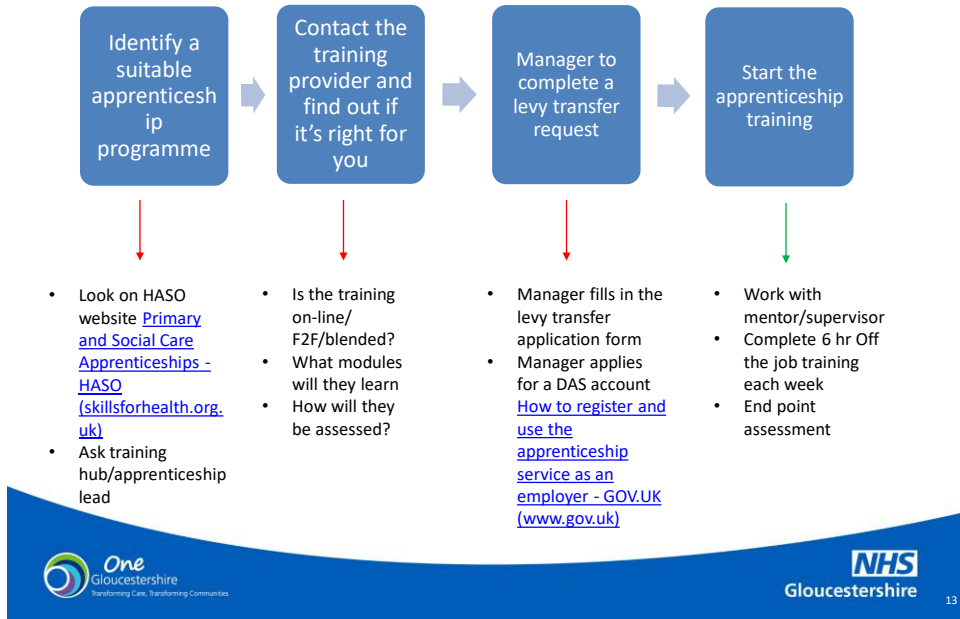 Identify a
suitable
apprenticesh
ip
programme
Contact the
training
provider and
find out if
it's right for
you
Manager to
complete a
levy transfer
request
Start the
apprenticeship
training
• Look on HASO
website Primary
and Social Care
Apprenticeships -
HASO
(skillsforhealth.org.
uk)
• Ask training
hub/apprenticeship
lead
• Is the training
on-line/
F2F/blended?
• What modules
will they learn
• How will they
be assessed?
• Manager fills in the
levy transfer
application form
• Manager applies
for a DAS account
How to register and
use the
apprenticeship
service as an
employer - GOV.UK
(www.gov.uk)
• Work with
mentor/supervisor
• Complete 6 hr Off
the job training
each week
• End point
assessment
One
Gloucestershire
Transforming Care, Transforming Communities
NHS
Gloucestershire
13